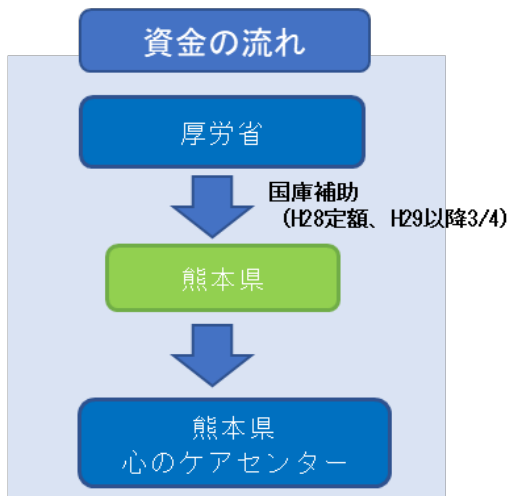 資金の流れ
厚労省
国庫補助
（H28定額、H29以降3/4）
熊本県
熊本県
心のケアセンター